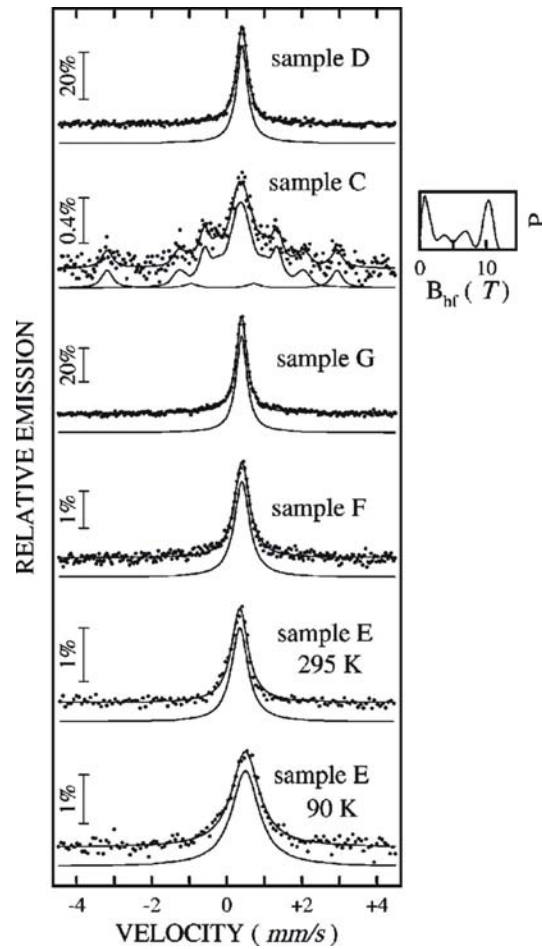 20%
sample D
0.4%
sample C
P
0 10
B_hf ( T )
20%
sample G
1%
sample F
1%
sample E
295 K
1%
sample E
90 K
RELATIVE EMISSION
-4 -2 0 +2 +4
VELOCITY ( mm/s )